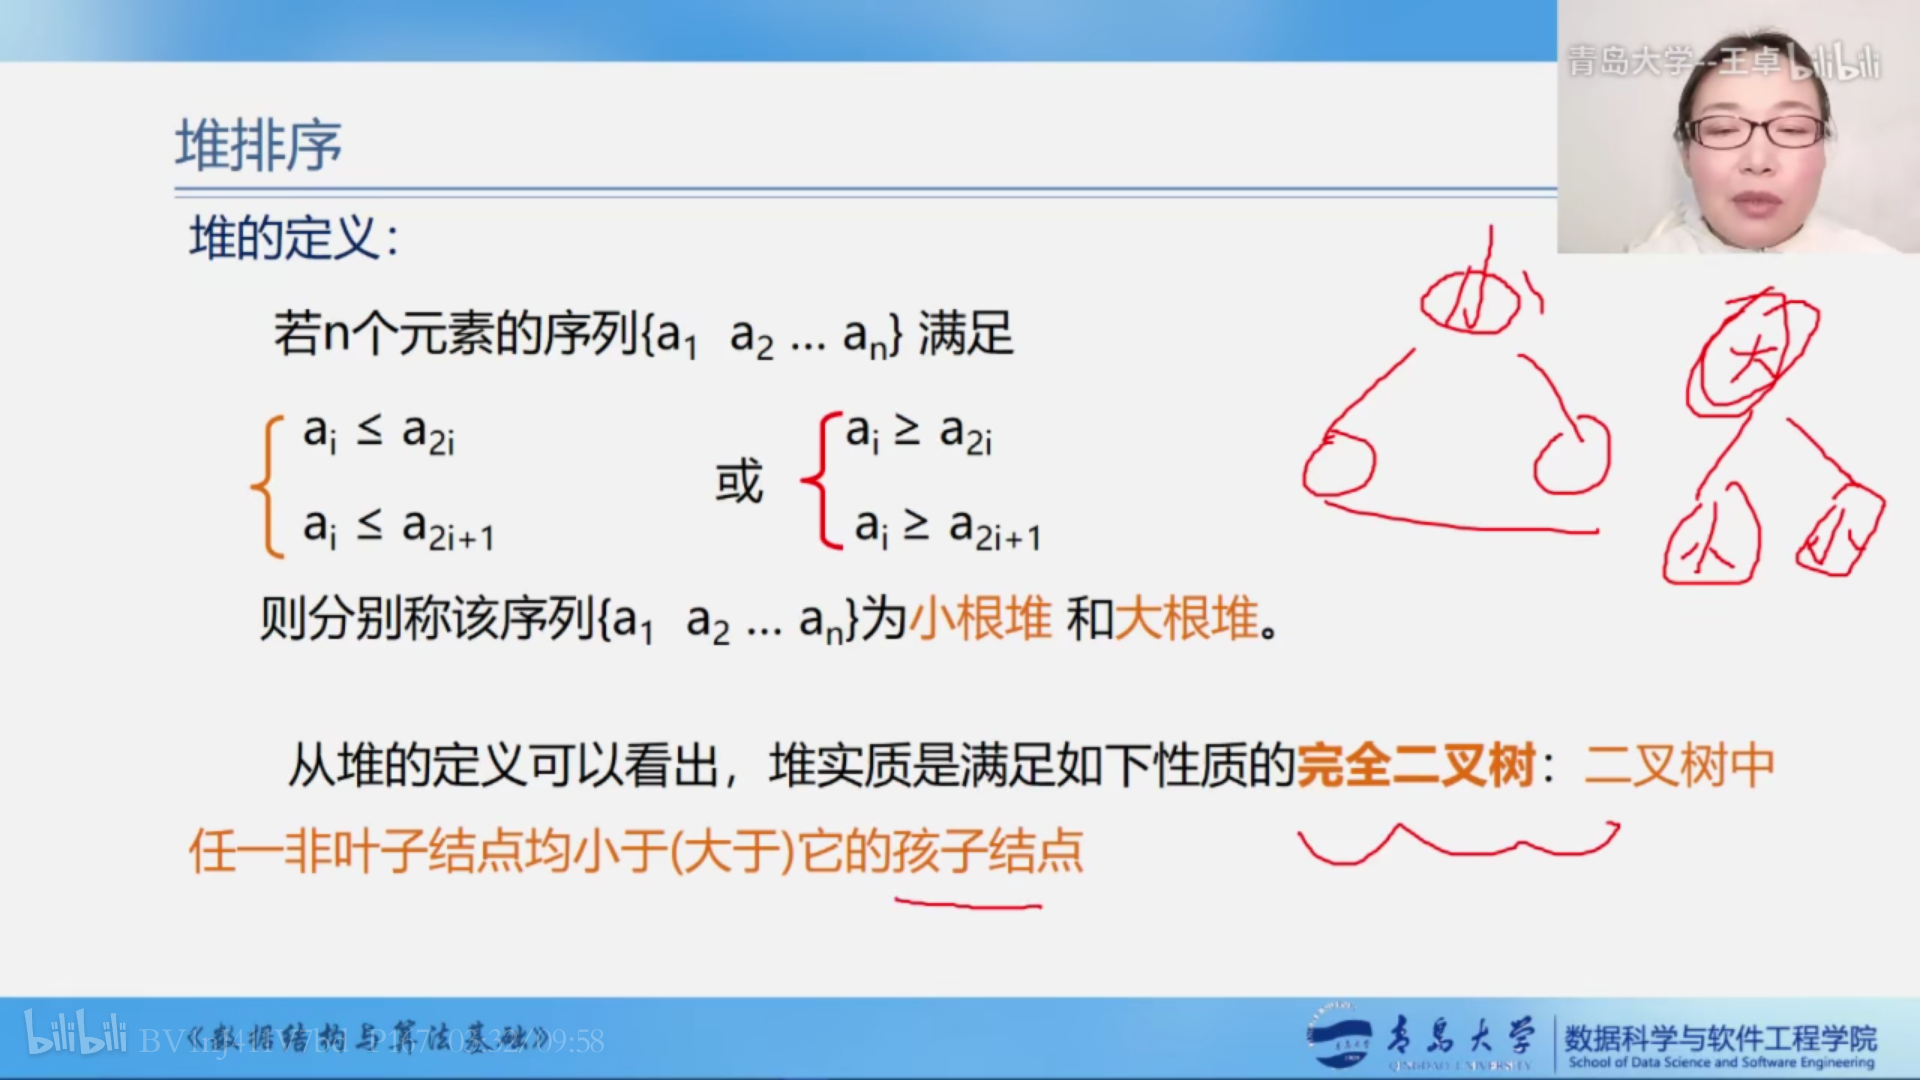 青岛大学--王卓 bilibili
堆排序
堆的定义：
若n个元素的序列{a₁ a₂ … aₙ} 满足
aᵢ ≤ a₂ᵢ
aᵢ ≤ a₂ᵢ₊₁
或
aᵢ ≥ a₂ᵢ
aᵢ ≥ a₂ᵢ₊₁
小
大
小
小
则分别称该序列{a₁ a₂ … aₙ}为小根堆 和大根堆。
从堆的定义可以看出，堆实质是满足如下性质的完全二叉树：二叉树中
任一非叶子结点均小于(大于)它的孩子结点
bilibili
《数据结构与算法基础》
09:58
青岛大学
QINGDAO UNIVERSITY
数据科学与软件工程学院
School of Data Science and Software Engineering